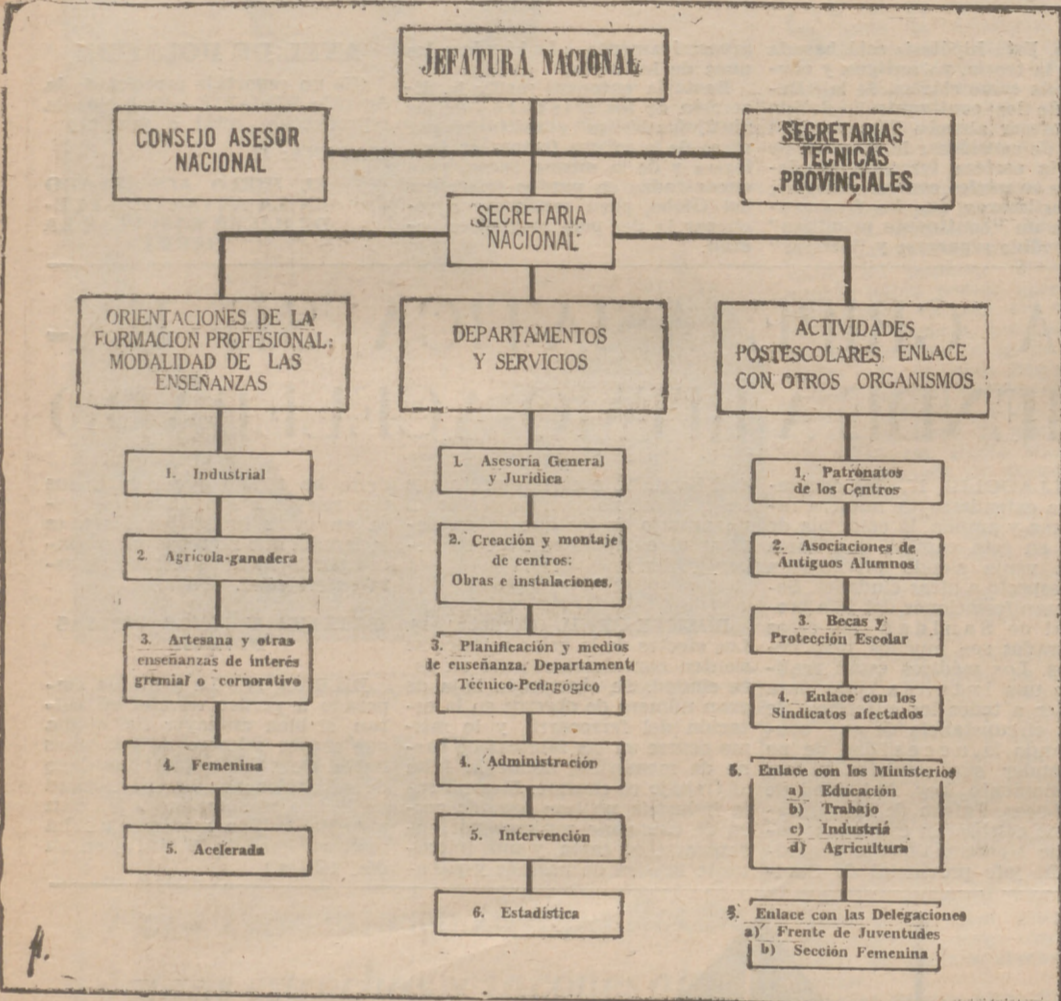 JEFATURA NACIONAL
CONSEJO ASESOR
NACIONAL
SECRETARIAS
TECNICAS
PROVINCIALES
SECRETARIA
NACIONAL
ORIENTACIONES DE LA
FORMACION PROFESIONAL:
MODALIDAD DE LAS
ENSEÑANZAS
1. Industrial
2. Agrícola-ganadera
3. Artesana y otras
enseñanzas de interés
gremial o corporativo
4. Femenina
5. Acelerada
DEPARTAMENTOS
Y SERVICIOS
1. Asesoría General
y Jurídica
2. Creación y montaje
de centros:
Obras e instalaciones.
3. Planificación y medios
de enseñanza. Departament
Técnico-Pedagógico
4. Administración
5. Intervención
6. Estadística
ACTIVIDADES
POSTESCOLARES ENLACE
CON OTROS ORGANISMOS
1. Patronatos
de los Centros
2. Asociaciones de
Antiguos Alumnos
3. Becas y
Protección Escolar
4. Enlace con los
Sindicatos afectados
5. Enlace con los Ministerios
a) Educación
b) Trabajo
c) Industria
d) Agricultura
Enlace con las Delegaciones
a) Frente de Juventudes
b) Sección Femenina